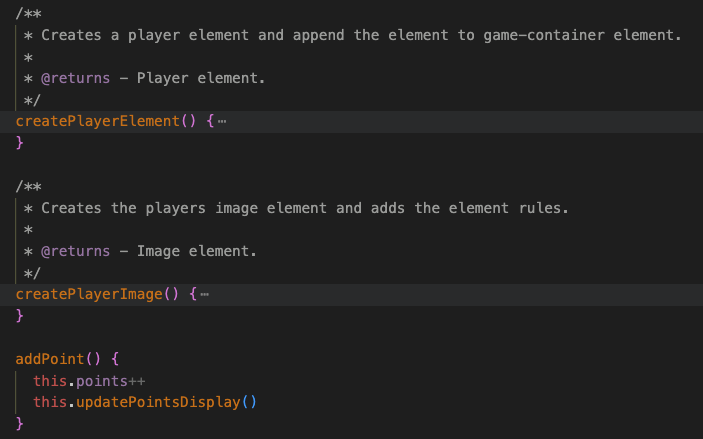 /**
 * Creates a player element and append the element to game-container element.
 *
 * @returns – Player element.
 */
createPlayerElement() {⋯
}

/**
 * Creates the players image element and adds the element rules.
 *
 * @returns – Image element.
 */
createPlayerImage() {⋯
}

addPoint() {
  this.points++
  this.updatePointsDisplay()
}